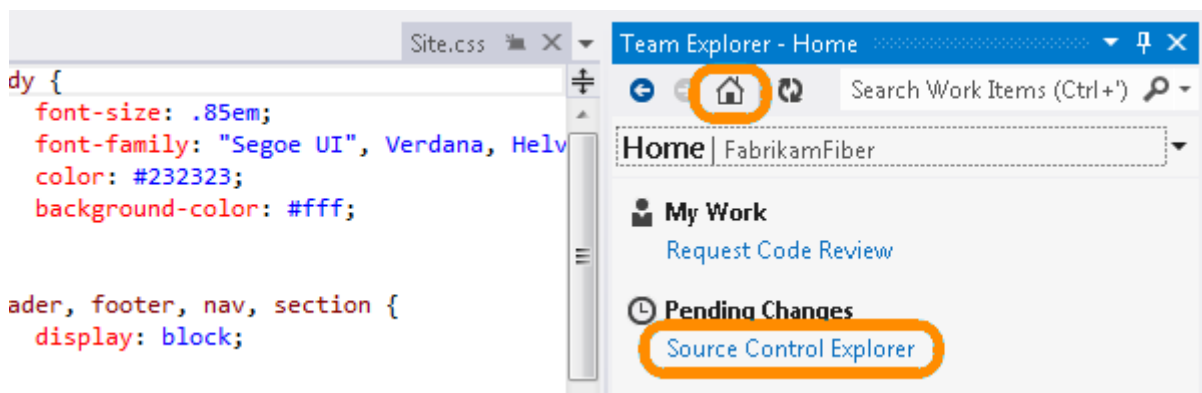 Site.css
dy {
font-size: .85em;
font-family: "Segoe UI", Verdana, Helv
color: #232323;
background-color: #fff;
ader, footer, nav, section {
display: block;
Team Explorer - Home
Search Work Items (Ctrl+')
Home | FabrikamFiber
My Work
Request Code Review
Pending Changes
Source Control Explorer